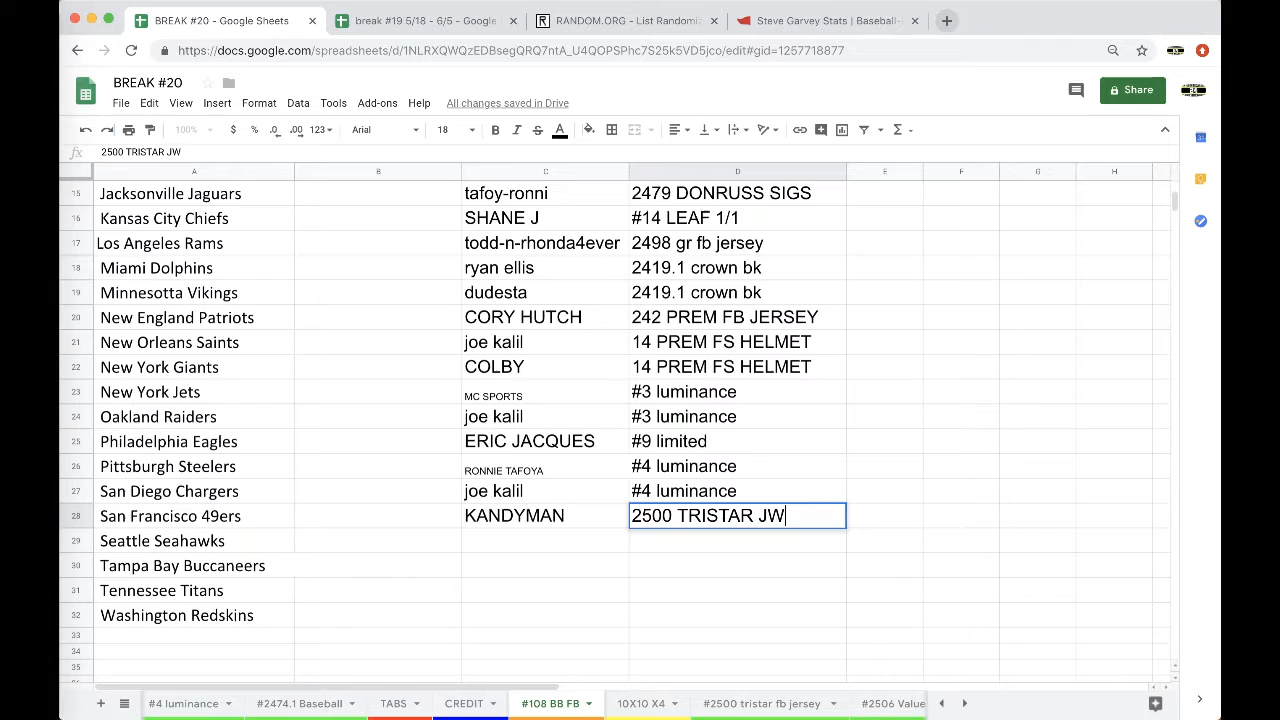 BREAK #20 - Google Sheets × break #19 5/18 - 6/5 - Google × RANDOM.ORG - List Randomiz × Steve Garvey Stats | Baseball- ×
https://docs.google.com/spreadsheets/d/1NLRXQWQzEDBsegQRQ7ntA_U4QOPSPhc7S25k5VD5jco/edit#gid=1257718877
BREAK #20
File Edit View Insert Format Data Tools Add-ons Help All changes saved in Drive
Share
100% $ % .0 .00 123 Arial 18 B I S A
fx 2500 TRISTAR JW
A B C D E F G H
15 Jacksonville Jaguars tafoy-ronni 2479 DONRUSS SIGS
16 Kansas City Chiefs SHANE J #14 LEAF 1/1
17 Los Angeles Rams todd-n-rhonda4ever 2498 gr fb jersey
18 Miami Dolphins ryan ellis 2419.1 crown bk
19 Minnesotta Vikings dudesta 2419.1 crown bk
20 New England Patriots CORY HUTCH 242 PREM FB JERSEY
21 New Orleans Saints joe kalil 14 PREM FS HELMET
22 New York Giants COLBY 14 PREM FS HELMET
23 New York Jets MC SPORTS #3 luminance
24 Oakland Raiders joe kalil #3 luminance
25 Philadelphia Eagles ERIC JACQUES #9 limited
26 Pittsburgh Steelers RONNIE TAFOYA #4 luminance
27 San Diego Chargers joe kalil #4 luminance
28 San Francisco 49ers KANDYMAN 2500 TRISTAR JW
29 Seattle Seahawks
30 Tampa Bay Buccaneers
31 Tennessee Titans
32 Washington Redskins
33
34
35
#4 luminance #2474.1 Baseball TABS CREDIT #108 BB FB 10X10 X4 #2500 tristar fb jersey #2506 Value